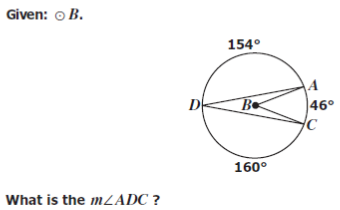 Given: ⊙ B.
154°
A
D
B
46°
C
160°
What is the m∠ADC ?